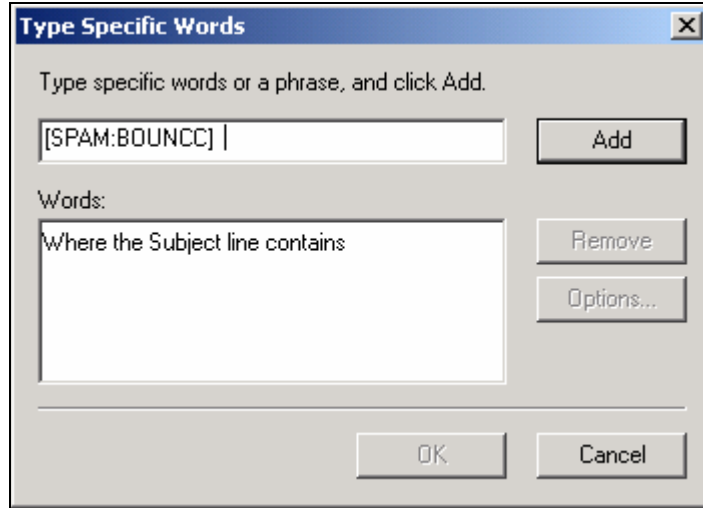 Type Specific Words
Type specific words or a phrase, and click Add.
[SPAM:BOUNCC]
Add
Words:
Where the Subject line contains
Remove
Options...
OK
Cancel